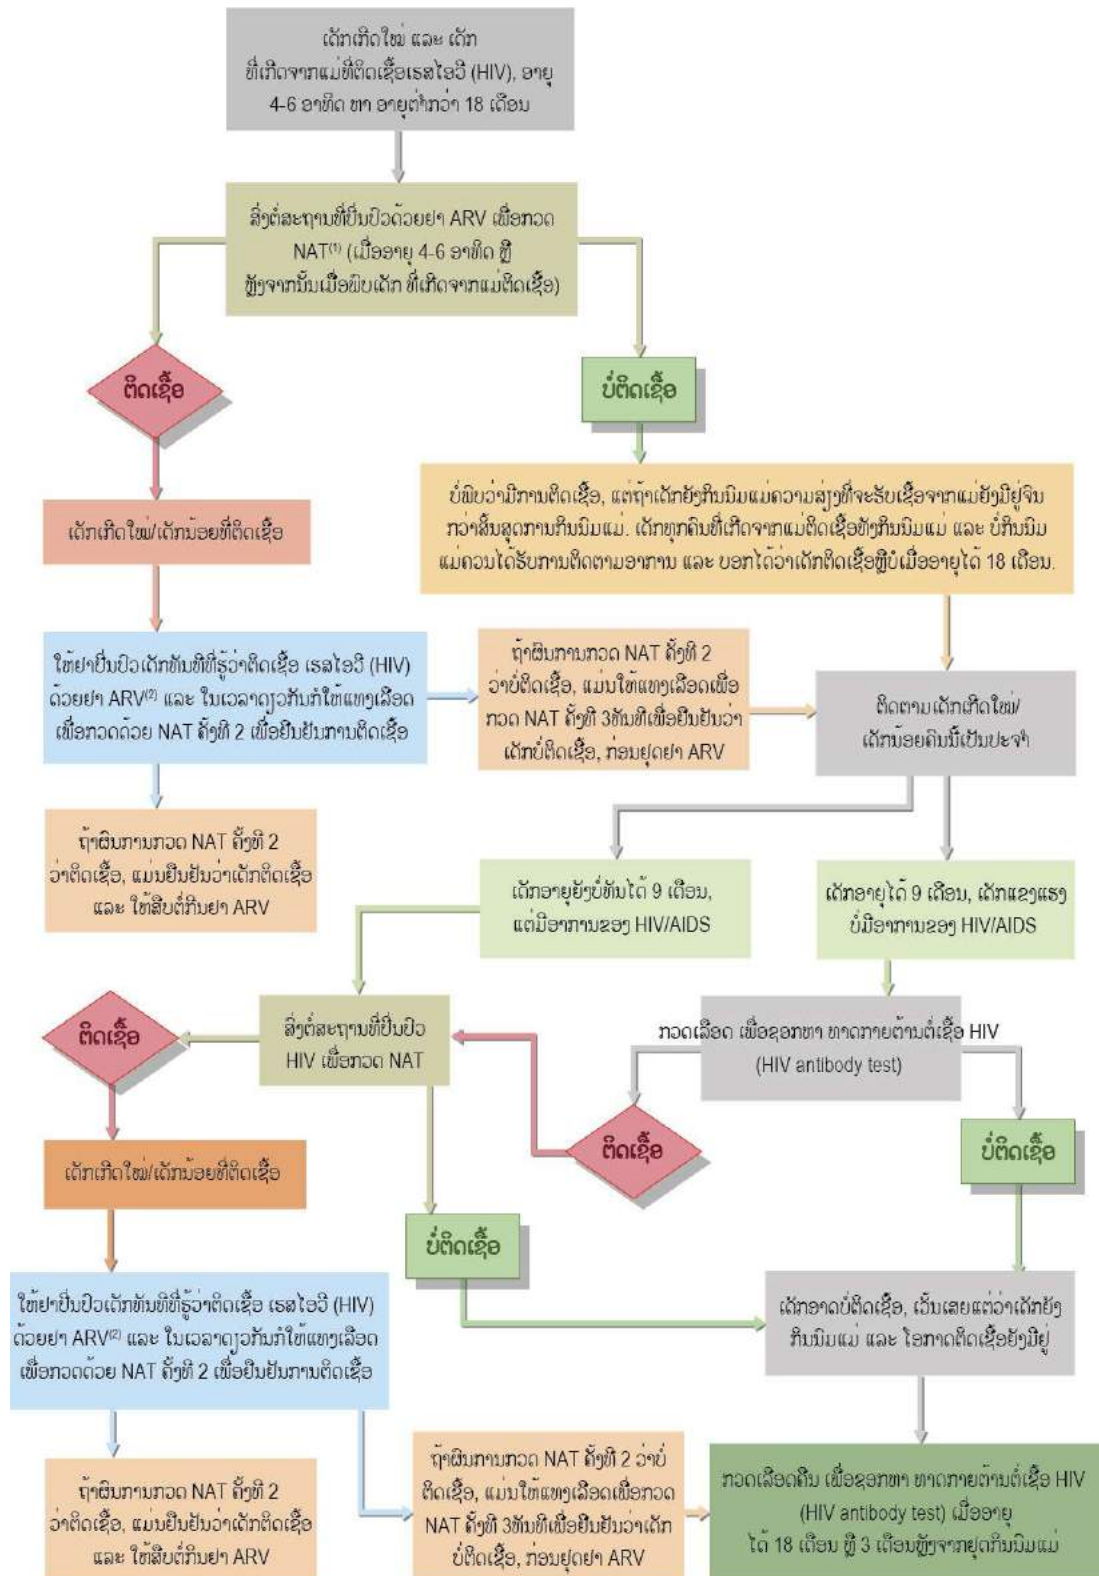 ເດັກເກີດໃໝ່ ແລະ ເດັກ
ທີ່ເກີດຈາກແມ່ທີ່ຕິດເຊື້ອເຮສໄອວີ (HIV), ອາຍຸ
4-6 ອາທິດ ຫາ ອາຍຸຕ່ຳກວ່າ 18 ເດືອນ
ສົ່ງຕໍ່ສະຖານທີ່ປິ່ນປົວດ້ວຍຢາ ARV ເພື່ອກວດ
NAT⁽¹⁾ (ເມື່ອອາຍຸ 4-6 ອາທິດ ຫຼື
ຫຼັງຈາກນັ້ນເມື່ອພົບເດັກ ທີ່ເກີດຈາກແມ່ຕິດເຊື້ອ)
ຕິດເຊື້ອ
ບໍ່ຕິດເຊື້ອ
ເດັກເກີດໃໝ່/ເດັກນ້ອຍທີ່ຕິດເຊື້ອ
ບໍ່ພົບວ່າມີການຕິດເຊື້ອ, ແຕ່ຖ້າເດັກຍັງກິນນົມແມ່ຄວາມສ່ຽງທີ່ຈະຮັບເຊື້ອຈາກແມ່ຍັງມີຢູ່ຈົນ
ກວ່າສິ້ນສຸດການກິນນົມແມ່. ເດັກທຸກຄົນທີ່ເກີດຈາກແມ່ຕິດເຊື້ອທັງກິນນົມແມ່ ແລະ ບໍ່ກິນນົມ
ແມ່ຄວນໄດ້ຮັບການຕິດຕາມອາການ ແລະ ບອກໄດ້ວ່າເດັກຕິດເຊື້ອຫຼືບໍ່ເມື່ອອາຍຸໄດ້ 18 ເດືອນ.
ໃຫ້ຢາປິ່ນປົວເດັກທັນທີທີ່ຮູ້ວ່າຕິດເຊື້ອ ເຮສໄອວີ (HIV)
ດ້ວຍຢາ ARV⁽²⁾ ແລະ ໃນເວລາດຽວກັນກໍໃຫ້ແທງເລືອດ
ເພື່ອກວດດ້ວຍ NAT ຄັ້ງທີ 2 ເພື່ອຢືນຢັນການຕິດເຊື້ອ
ຖ້າຜົນການກວດ NAT ຄັ້ງທີ 2
ວ່າບໍ່ຕິດເຊື້ອ, ແມ່ນໃຫ້ແທງເລືອດເພື່ອ
ກວດ NAT ຄັ້ງທີ 3ທັນທີເພື່ອຢືນຢັນວ່າ
ເດັກບໍ່ຕິດເຊື້ອ, ກ່ອນຢຸດຢາ ARV
ຕິດຕາມເດັກເກີດໃໝ່/
ເດັກນ້ອຍຄົນນີ້ເປັນປະຈຳ
ຖ້າຜົນການກວດ NAT ຄັ້ງທີ 2
ວ່າຕິດເຊື້ອ, ແມ່ນຢືນຢັນວ່າເດັກຕິດເຊື້ອ
ແລະ ໃຫ້ສືບຕໍ່ກິນຢາ ARV
ເດັກອາຍຸຍັງບໍ່ທັນໄດ້ 9 ເດືອນ,
ແຕ່ມີອາການຂອງ HIV/AIDS
ເດັກອາຍຸໄດ້ 9 ເດືອນ, ເດັກແຂງແຮງ
ບໍ່ມີອາການຂອງ HIV/AIDS
ຕິດເຊື້ອ
ສົ່ງຕໍ່ສະຖານທີ່ປິ່ນປົວ
HIV ເພື່ອກວດ NAT
ກວດເລືອດ ເພື່ອຊອກຫາ ທາດກາຍຕ້ານຕໍ່ເຊື້ອ HIV
(HIV antibody test)
ຕິດເຊື້ອ
ບໍ່ຕິດເຊື້ອ
ເດັກເກີດໃໝ່/ເດັກນ້ອຍທີ່ຕິດເຊື້ອ
ບໍ່ຕິດເຊື້ອ
ໃຫ້ຢາປິ່ນປົວເດັກທັນທີທີ່ຮູ້ວ່າຕິດເຊື້ອ ເຮສໄອວີ (HIV)
ດ້ວຍຢາ ARV⁽²⁾ ແລະ ໃນເວລາດຽວກັນກໍໃຫ້ແທງເລືອດ
ເພື່ອກວດດ້ວຍ NAT ຄັ້ງທີ 2 ເພື່ອຢືນຢັນການຕິດເຊື້ອ
ເດັກອາດບໍ່ຕິດເຊື້ອ, ເວັ້ນເສຍແຕ່ວ່າເດັກຍັງ
ກິນນົມແມ່ ແລະ ໂອກາດຕິດເຊື້ອຍັງມີຢູ່
ຖ້າຜົນການກວດ NAT ຄັ້ງທີ 2
ວ່າຕິດເຊື້ອ, ແມ່ນຢືນຢັນວ່າເດັກຕິດເຊື້ອ
ແລະ ໃຫ້ສືບຕໍ່ກິນຢາ ARV
ຖ້າຜົນການກວດ NAT ຄັ້ງທີ 2 ວ່າບໍ່
ຕິດເຊື້ອ, ແມ່ນໃຫ້ແທງເລືອດເພື່ອກວດ
NAT ຄັ້ງທີ 3ທັນທີເພື່ອຢືນຢັນວ່າເດັກ
ບໍ່ຕິດເຊື້ອ, ກ່ອນຢຸດຢາ ARV
ກວດເລືອດຄືນ ເພື່ອຊອກຫາ ທາດກາຍຕ້ານຕໍ່ເຊື້ອ HIV
(HIV antibody test) ເມື່ອອາຍຸ
ໄດ້ 18 ເດືອນ ຫຼື 3 ເດືອນຫຼັງຈາກຢຸດກິນນົມແມ່